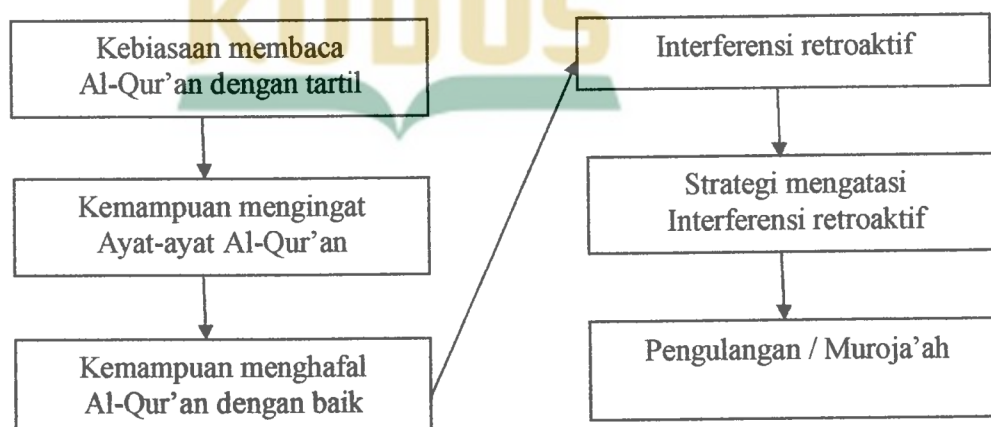 KUDUS
Kebiasaan membaca
Al-Qur'an dengan tartil
Kemampuan mengingat
Ayat-ayat Al-Qur'an
Kemampuan menghafal
Al-Qur'an dengan baik
Interferensi retroaktif
Strategi mengatasi
Interferensi retroaktif
Pengulangan / Muroja'ah